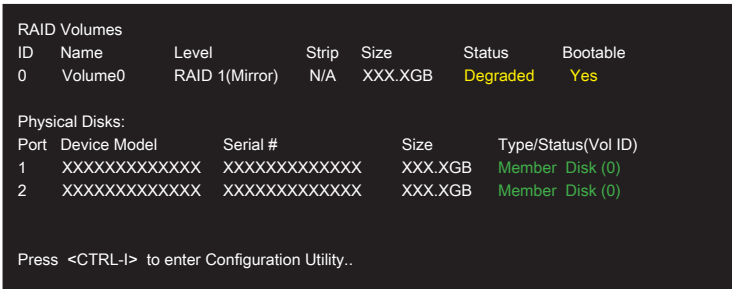 RAID Volumes
ID Name Level Strip Size Status Bootable
0 Volume0 RAID 1(Mirror) N/A XXX.XGB Degraded Yes
Physical Disks:
Port Device Model Serial # Size Type/Status(Vol ID)
1 XXXXXXXXXXXXX XXXXXXXXXXXXX XXX.XGB Member Disk (0)
2 XXXXXXXXXXXXX XXXXXXXXXXXXX XXX.XGB Member Disk (0)
Press <CTRL-I> to enter Configuration Utility..